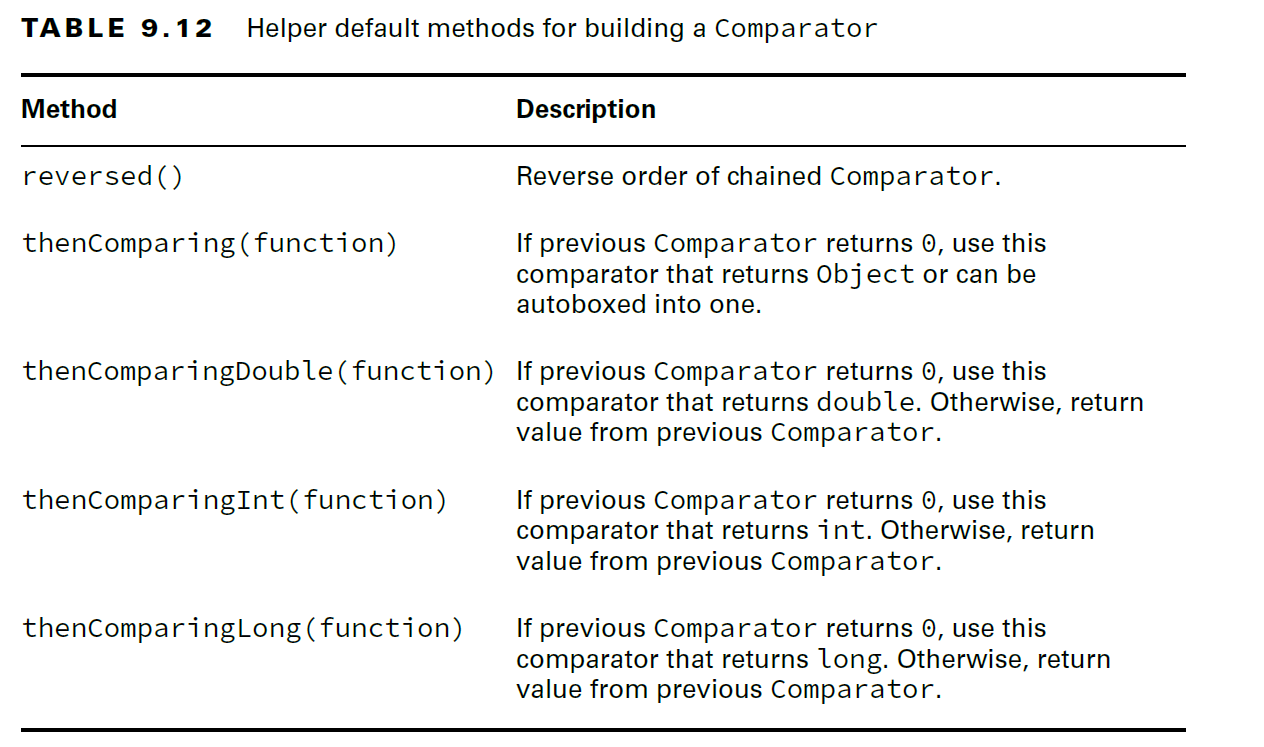 TABLE 9.12 Helper default methods for building a Comparator
Method Description
reversed() Reverse order of chained Comparator.
thenComparing(function) If previous Comparator returns 0, use this
comparator that returns Object or can be
autoboxed into one.
thenComparingDouble(function) If previous Comparator returns 0, use this
comparator that returns double. Otherwise, return
value from previous Comparator.
thenComparingInt(function) If previous Comparator returns 0, use this
comparator that returns int. Otherwise, return
value from previous Comparator.
thenComparingLong(function) If previous Comparator returns 0, use this
comparator that returns long. Otherwise, return
value from previous Comparator.